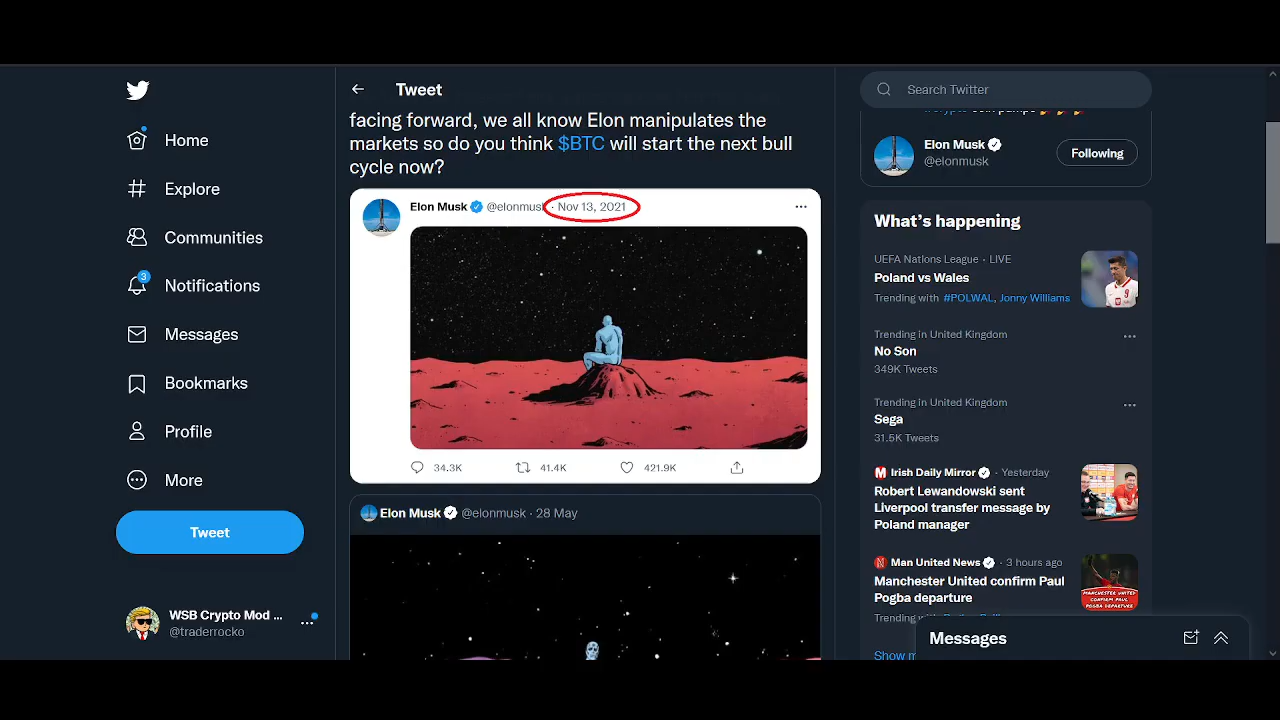 Home
Explore
Communities
3
Notifications
Messages
Bookmarks
Profile
More
Tweet
WSB Crypto Mod ...
@traderrocko
Tweet
facing forward, we all know Elon manipulates the
markets so do you think $BTC will start the next bull
cycle now?
Elon Musk @elonmusk · Nov 13, 2021
34.3K 41.4K 421.9K
Elon Musk @elonmusk · 28 May
Search Twitter
Elon Musk
@elonmusk
Following
What's happening
UEFA Nations League · LIVE
Poland vs Wales
Trending with #POLWAL, Jonny Williams
Trending in United Kingdom
No Son
349K Tweets
Trending in United Kingdom
Sega
31.5K Tweets
Irish Daily Mirror · Yesterday
Robert Lewandowski sent
Liverpool transfer message by
Poland manager
Man United News · 3 hours ago
Manchester United confirm Paul
Pogba departure
MANCHESTER UNITED
CONFIRM PAUL
POGBA DEPARTURE
Messages